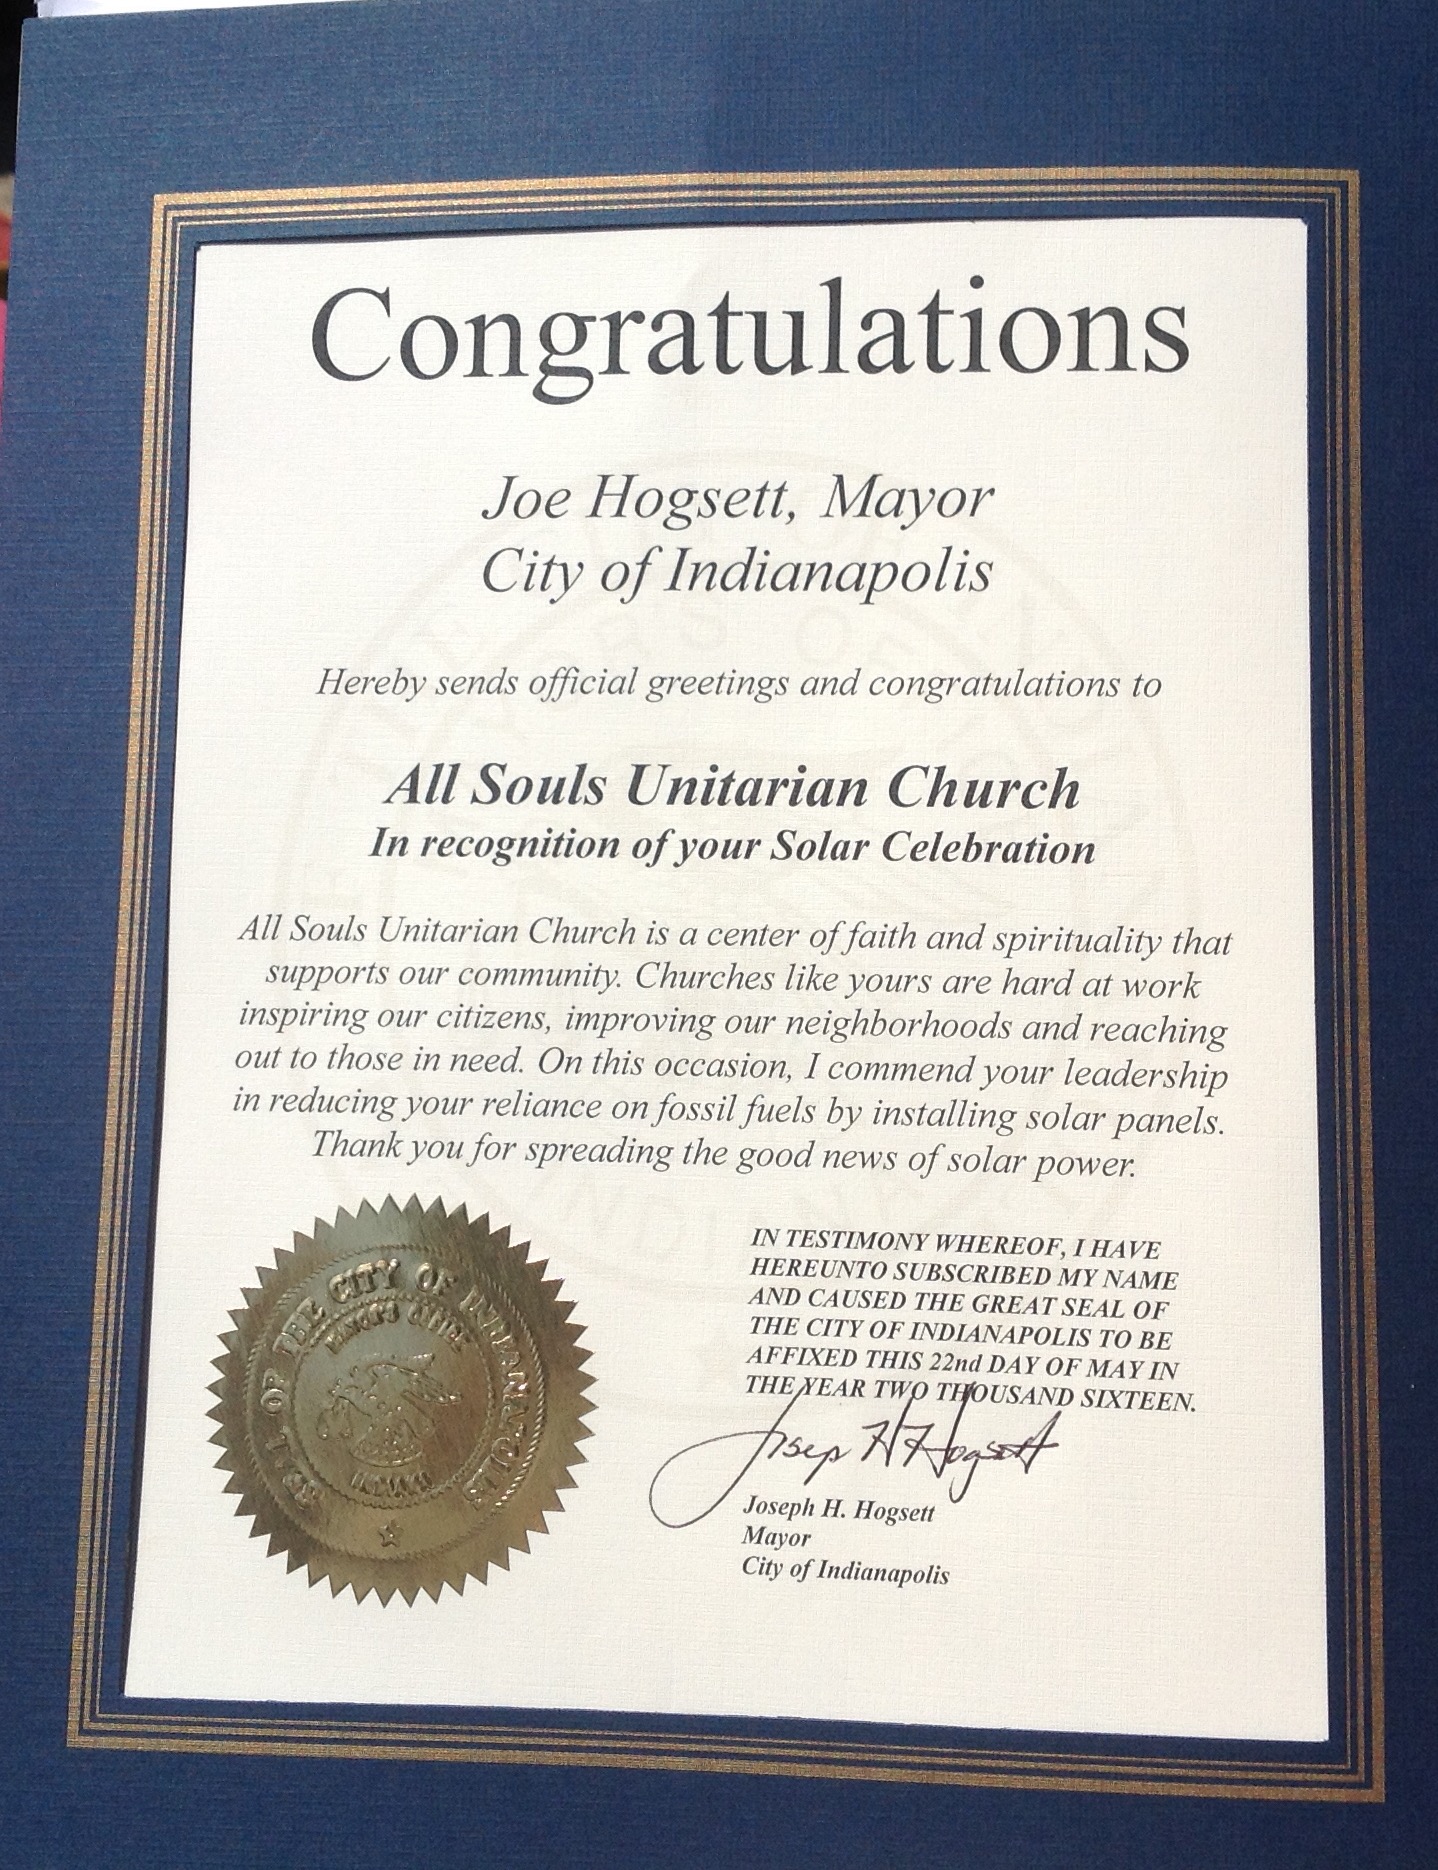 Congratulations
Joe Hogsett, Mayor
City of Indianapolis
Hereby sends official greetings and congratulations to
All Souls Unitarian Church
In recognition of your Solar Celebration
All Souls Unitarian Church is a center of faith and spirituality that
supports our community. Churches like yours are hard at work
inspiring our citizens, improving our neighborhoods and reaching
out to those in need. On this occasion, I commend your leadership
in reducing your reliance on fossil fuels by installing solar panels.
Thank you for spreading the good news of solar power.
SEAL OF THE CITY OF INDIANAPOLIS
MAYOR'S OFFICE
INDIANA
IN TESTIMONY WHEREOF, I HAVE
HEREUNTO SUBSCRIBED MY NAME
AND CAUSED THE GREAT SEAL OF
THE CITY OF INDIANAPOLIS TO BE
AFFIXED THIS 22nd DAY OF MAY IN
THE YEAR TWO THOUSAND SIXTEEN.
Joseph H. Hogsett
Mayor
City of Indianapolis